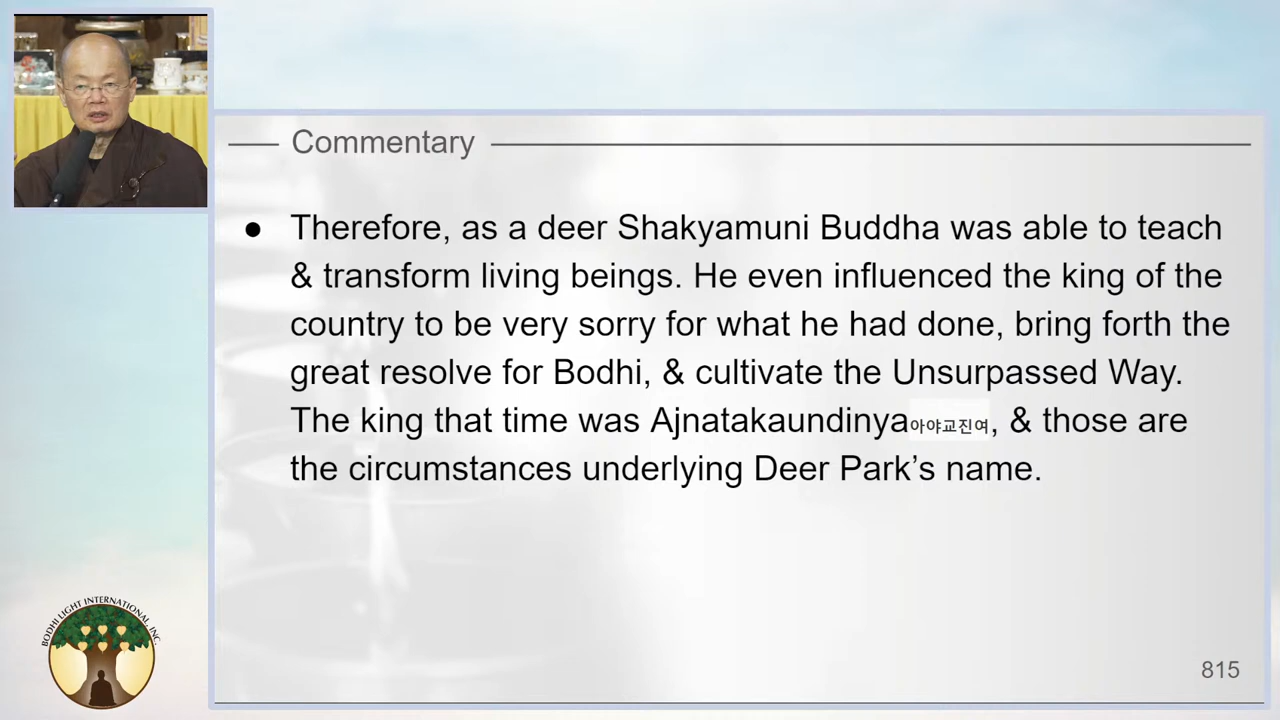 Commentary
● Therefore, as a deer Shakyamuni Buddha was able to teach
& transform living beings. He even influenced the king of the
country to be very sorry for what he had done, bring forth the
great resolve for Bodhi, & cultivate the Unsurpassed Way.
The king that time was Ajnatakaundinya아야교진여, & those are
the circumstances underlying Deer Park’s name.
BODHI LIGHT INTERNATIONAL, INC.
815